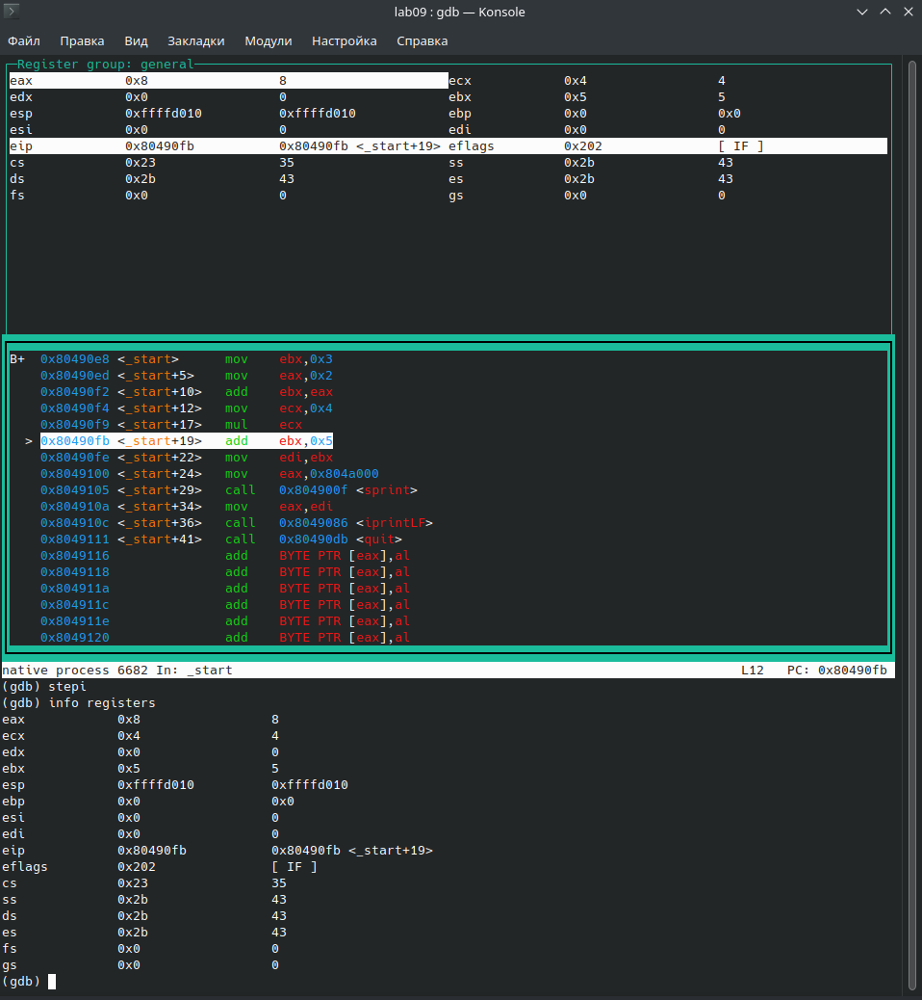 lab09 : gdb — Konsole
Файл Правка Вид Закладки Модули Настройка Справка
Register group: general
eax 0x8 8 ecx 0x4 4
edx 0x0 0 ebx 0x5 5
esp 0xffffd010 0xffffd010 ebp 0x0 0x0
esi 0x0 0 edi 0x0 0
eip 0x80490fb 0x80490fb <_start+19> eflags 0x202 [ IF ]
cs 0x23 35 ss 0x2b 43
ds 0x2b 43 es 0x2b 43
fs 0x0 0 gs 0x0 0
B+ 0x80490e8 <_start> mov ebx,0x3
0x80490ed <_start+5> mov eax,0x2
0x80490f2 <_start+10> add ebx,eax
0x80490f4 <_start+12> mov ecx,0x4
0x80490f9 <_start+17> mul ecx
> 0x80490fb <_start+19> add ebx,0x5
0x80490fe <_start+22> mov edi,ebx
0x8049100 <_start+24> mov eax,0x804a000
0x8049105 <_start+29> call 0x804900f <sprint>
0x804910a <_start+34> mov eax,edi
0x804910c <_start+36> call 0x8049086 <iprintLF>
0x8049111 <_start+41> call 0x80490db <quit>
0x8049116 add BYTE PTR [eax],al
0x8049118 add BYTE PTR [eax],al
0x804911a add BYTE PTR [eax],al
0x804911c add BYTE PTR [eax],al
0x804911e add BYTE PTR [eax],al
0x8049120 add BYTE PTR [eax],al
native process 6682 In: _start L12 PC: 0x80490fb
(gdb) stepi
(gdb) info registers
eax 0x8 8
ecx 0x4 4
edx 0x0 0
ebx 0x5 5
esp 0xffffd010 0xffffd010
ebp 0x0 0x0
esi 0x0 0
edi 0x0 0
eip 0x80490fb 0x80490fb <_start+19>
eflags 0x202 [ IF ]
cs 0x23 35
ss 0x2b 43
ds 0x2b 43
es 0x2b 43
fs 0x0 0
gs 0x0 0
(gdb)